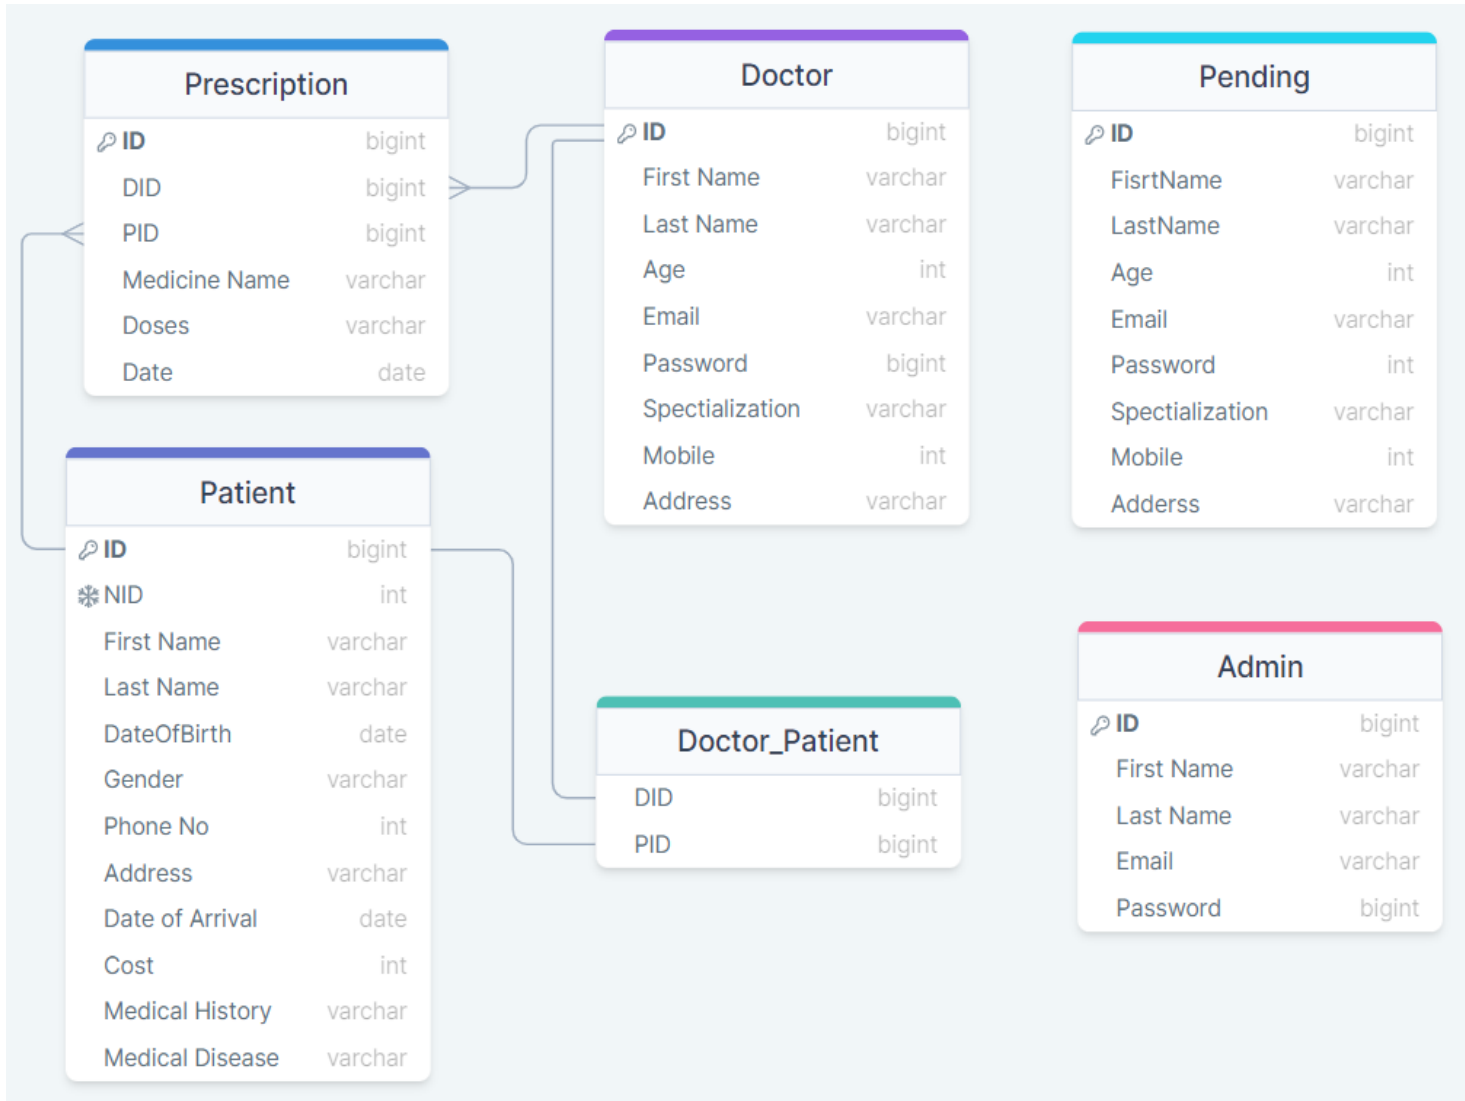 Prescription
ID bigint
DID bigint
PID bigint
Medicine Name varchar
Doses varchar
Date date
Doctor
ID bigint
First Name varchar
Last Name varchar
Age int
Email varchar
Password bigint
Spectialization varchar
Mobile int
Address varchar
Pending
ID bigint
FisrtName varchar
LastName varchar
Age int
Email varchar
Password int
Spectialization varchar
Mobile int
Adderss varchar
Patient
ID bigint
NID int
First Name varchar
Last Name varchar
DateOfBirth date
Gender varchar
Phone No int
Address varchar
Date of Arrival date
Cost int
Medical History varchar
Medical Disease varchar
Doctor_Patient
DID bigint
PID bigint
Admin
ID bigint
First Name varchar
Last Name varchar
Email varchar
Password bigint